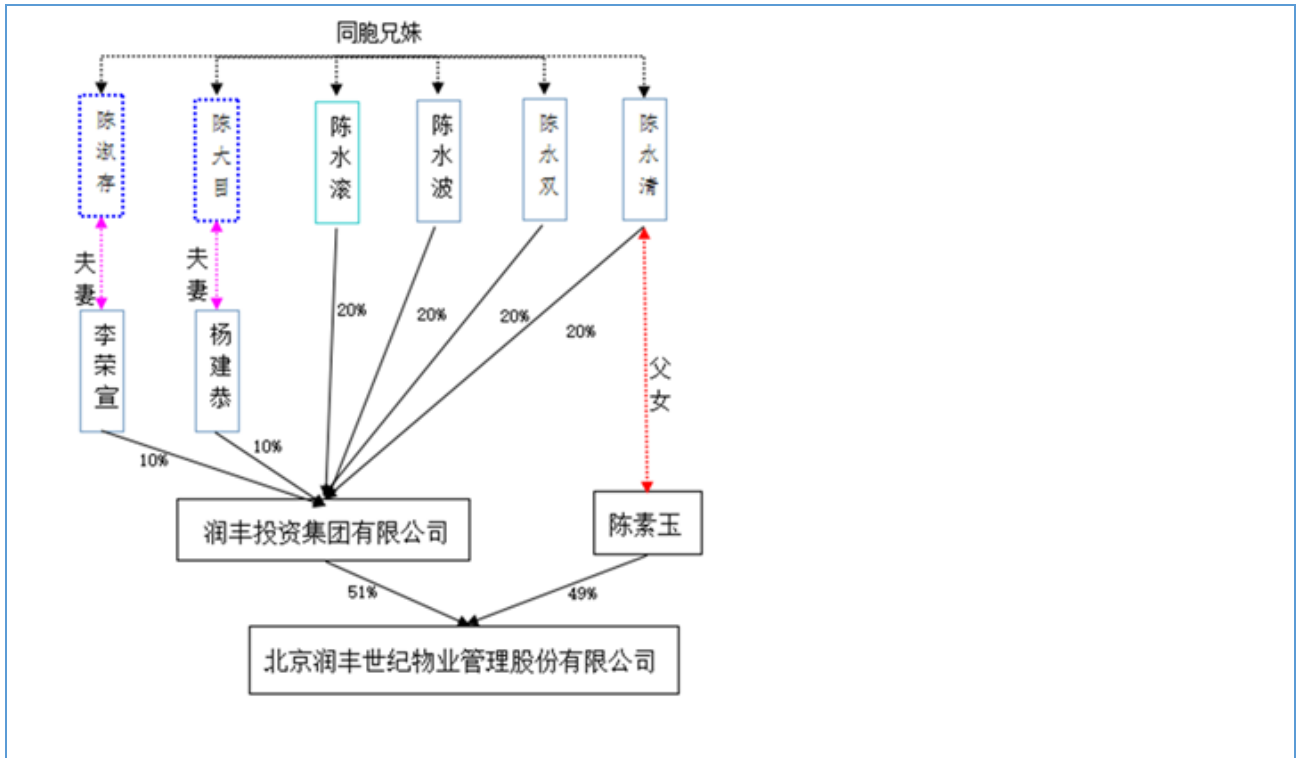 同胞兄妹
陈淑存
陈大目
陈水滚
陈水波
陈水双
陈水清
夫妻
夫妻
李荣宣
杨建恭
20%
20%
20%
20%
父女
10%
10%
润丰投资集团有限公司
陈素玉
51%
49%
北京润丰世纪物业管理股份有限公司